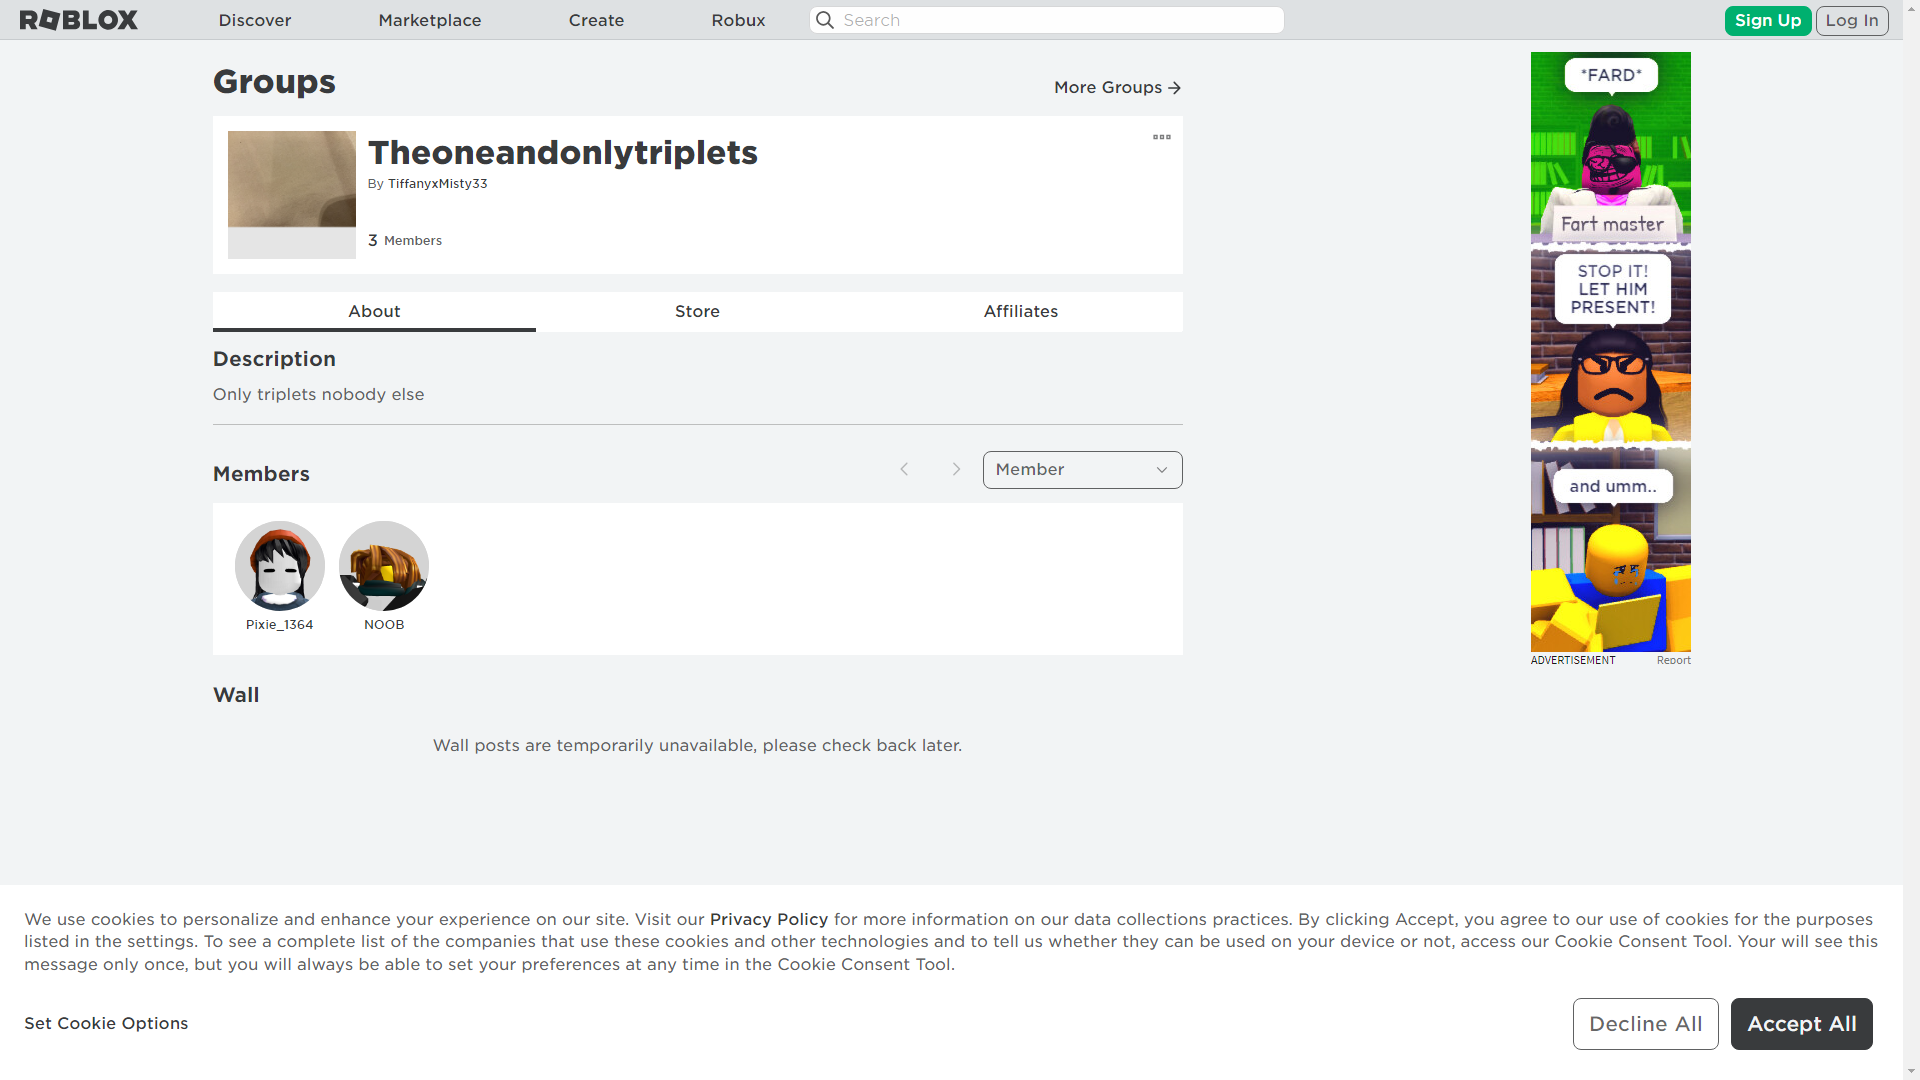 ROBLOX
Discover
Marketplace
Create
Robux
Search
Sign Up
Log In
Groups
More Groups
Theoneandonlytriplets
By TiffanyxMisty33
3 Members
About
Store
Affiliates
Description
Only triplets nobody else
Members
Member
Pixie_1364
NOOB
Wall
Wall posts are temporarily unavailable, please check back later.
*FARD*
Fart master
STOP IT!
LET HIM
PRESENT!
and umm..
ADVERTISEMENT
Report
We use cookies to personalize and enhance your experience on our site. Visit our Privacy Policy for more information on our data collections practices. By clicking Accept, you agree to our use of cookies for the purposes
listed in the settings. To see a complete list of the companies that use these cookies and other technologies and to tell us whether they can be used on your device or not, access our Cookie Consent Tool. Your will see this
message only once, but you will always be able to set your preferences at any time in the Cookie Consent Tool.
Set Cookie Options
Decline All
Accept All